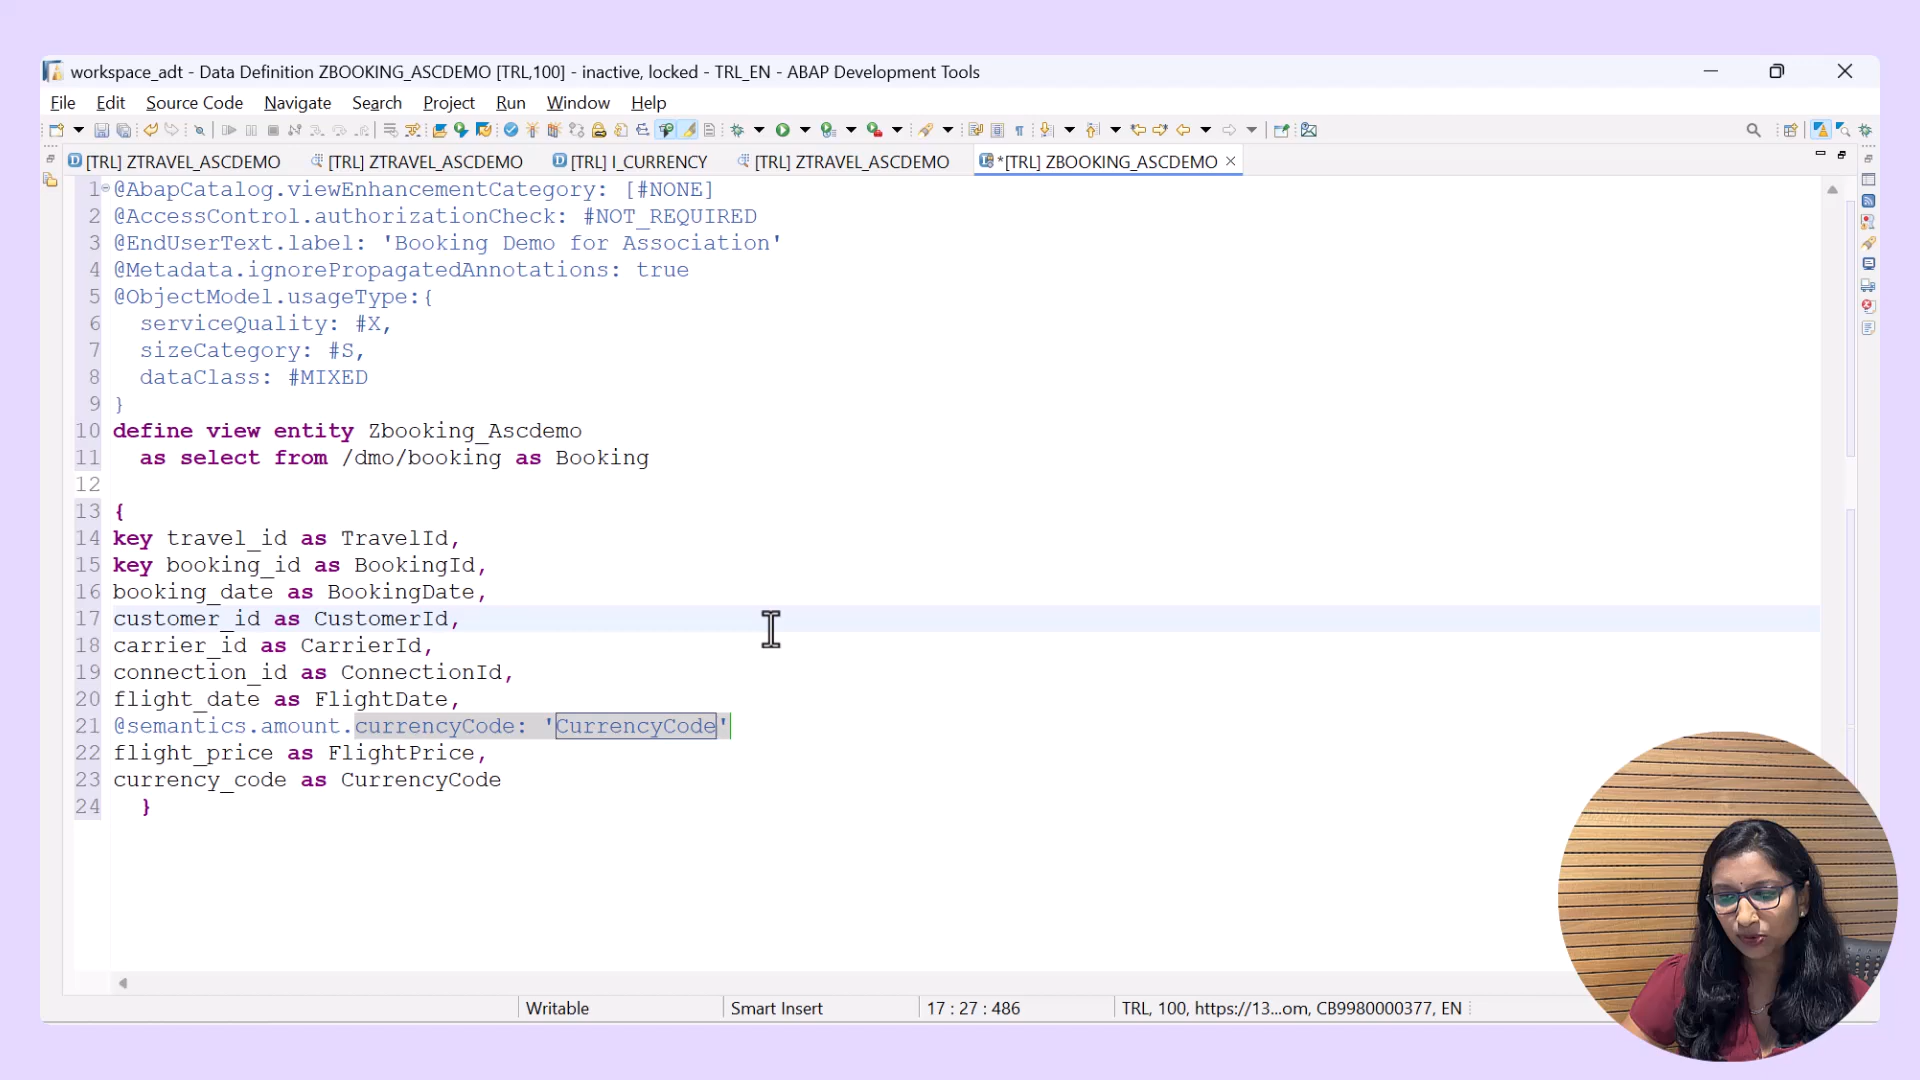 workspace_adt - Data Definition ZBOOKING_ASCDEMO [TRL,100] - inactive, locked - TRL_EN - ABAP Development Tools
File Edit Source Code Navigate Search Project Run Window Help
[TRL] ZTRAVEL_ASCDEMO [TRL] ZTRAVEL_ASCDEMO [TRL] I_CURRENCY [TRL] ZTRAVEL_ASCDEMO *[TRL] ZBOOKING_ASCDEMO
1 @AbapCatalog.viewEnhancementCategory: [#NONE]
2 @AccessControl.authorizationCheck: #NOT_REQUIRED
3 @EndUserText.label: 'Booking Demo for Association'
4 @Metadata.ignorePropagatedAnnotations: true
5 @ObjectModel.usageType:{
6 serviceQuality: #X,
7 sizeCategory: #S,
8 dataClass: #MIXED
9 }
10 define view entity Zbooking_Ascdemo
11 as select from /dmo/booking as Booking
12
13 {
14 key travel_id as TravelId,
15 key booking_id as BookingId,
16 booking_date as BookingDate,
17 customer_id as CustomerId,
18 carrier_id as CarrierId,
19 connection_id as ConnectionId,
20 flight_date as FlightDate,
21 @semantics.amount.currencyCode: 'CurrencyCode'
22 flight_price as FlightPrice,
23 currency_code as CurrencyCode
24 }
Writable Smart Insert 17 : 27 : 486 TRL, 100, https://13...om, CB9980000377, EN